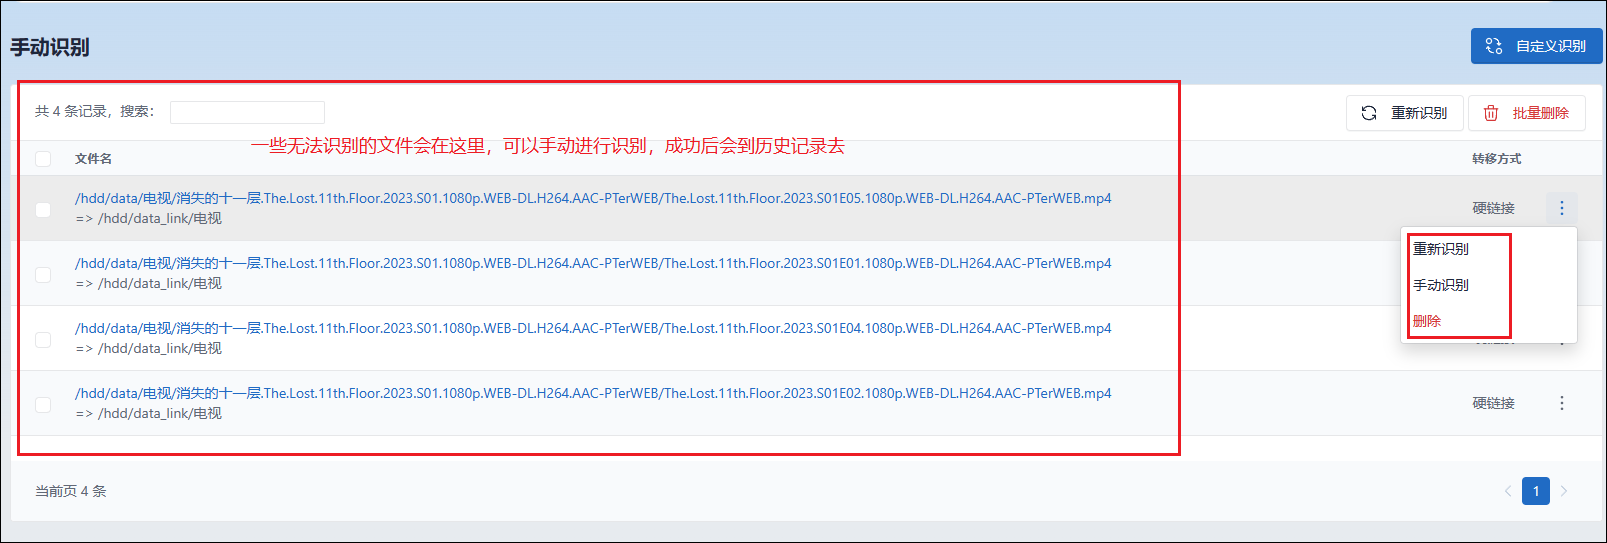 手动识别
自定义识别
共 4 条记录，搜索：
重新识别
批量删除
一些无法识别的文件会在这里，可以手动进行识别，成功后会到历史记录去
文件名
转移方式
/hdd/data/电视/消失的十一层.The.Lost.11th.Floor.2023.S01.1080p.WEB-DL.H264.AAC-PTerWEB/The.Lost.11th.Floor.2023.S01E05.1080p.WEB-DL.H264.AAC-PTerWEB.mp4
=> /hdd/data_link/电视
硬链接
重新识别
手动识别
删除
/hdd/data/电视/消失的十一层.The.Lost.11th.Floor.2023.S01.1080p.WEB-DL.H264.AAC-PTerWEB/The.Lost.11th.Floor.2023.S01E01.1080p.WEB-DL.H264.AAC-PTerWEB.mp4
=> /hdd/data_link/电视
/hdd/data/电视/消失的十一层.The.Lost.11th.Floor.2023.S01.1080p.WEB-DL.H264.AAC-PTerWEB/The.Lost.11th.Floor.2023.S01E04.1080p.WEB-DL.H264.AAC-PTerWEB.mp4
=> /hdd/data_link/电视
/hdd/data/电视/消失的十一层.The.Lost.11th.Floor.2023.S01.1080p.WEB-DL.H264.AAC-PTerWEB/The.Lost.11th.Floor.2023.S01E02.1080p.WEB-DL.H264.AAC-PTerWEB.mp4
=> /hdd/data_link/电视
硬链接
当前页 4 条
1